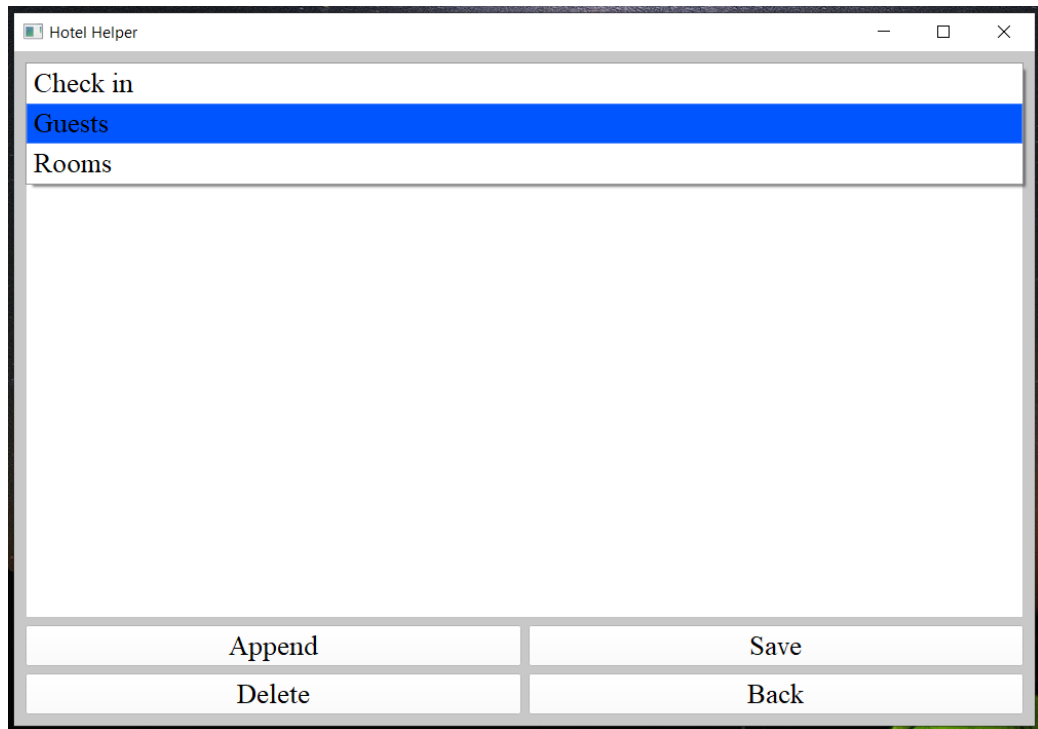 Hotel Helper
Check in
Guests
Rooms
Append
Save
Delete
Back